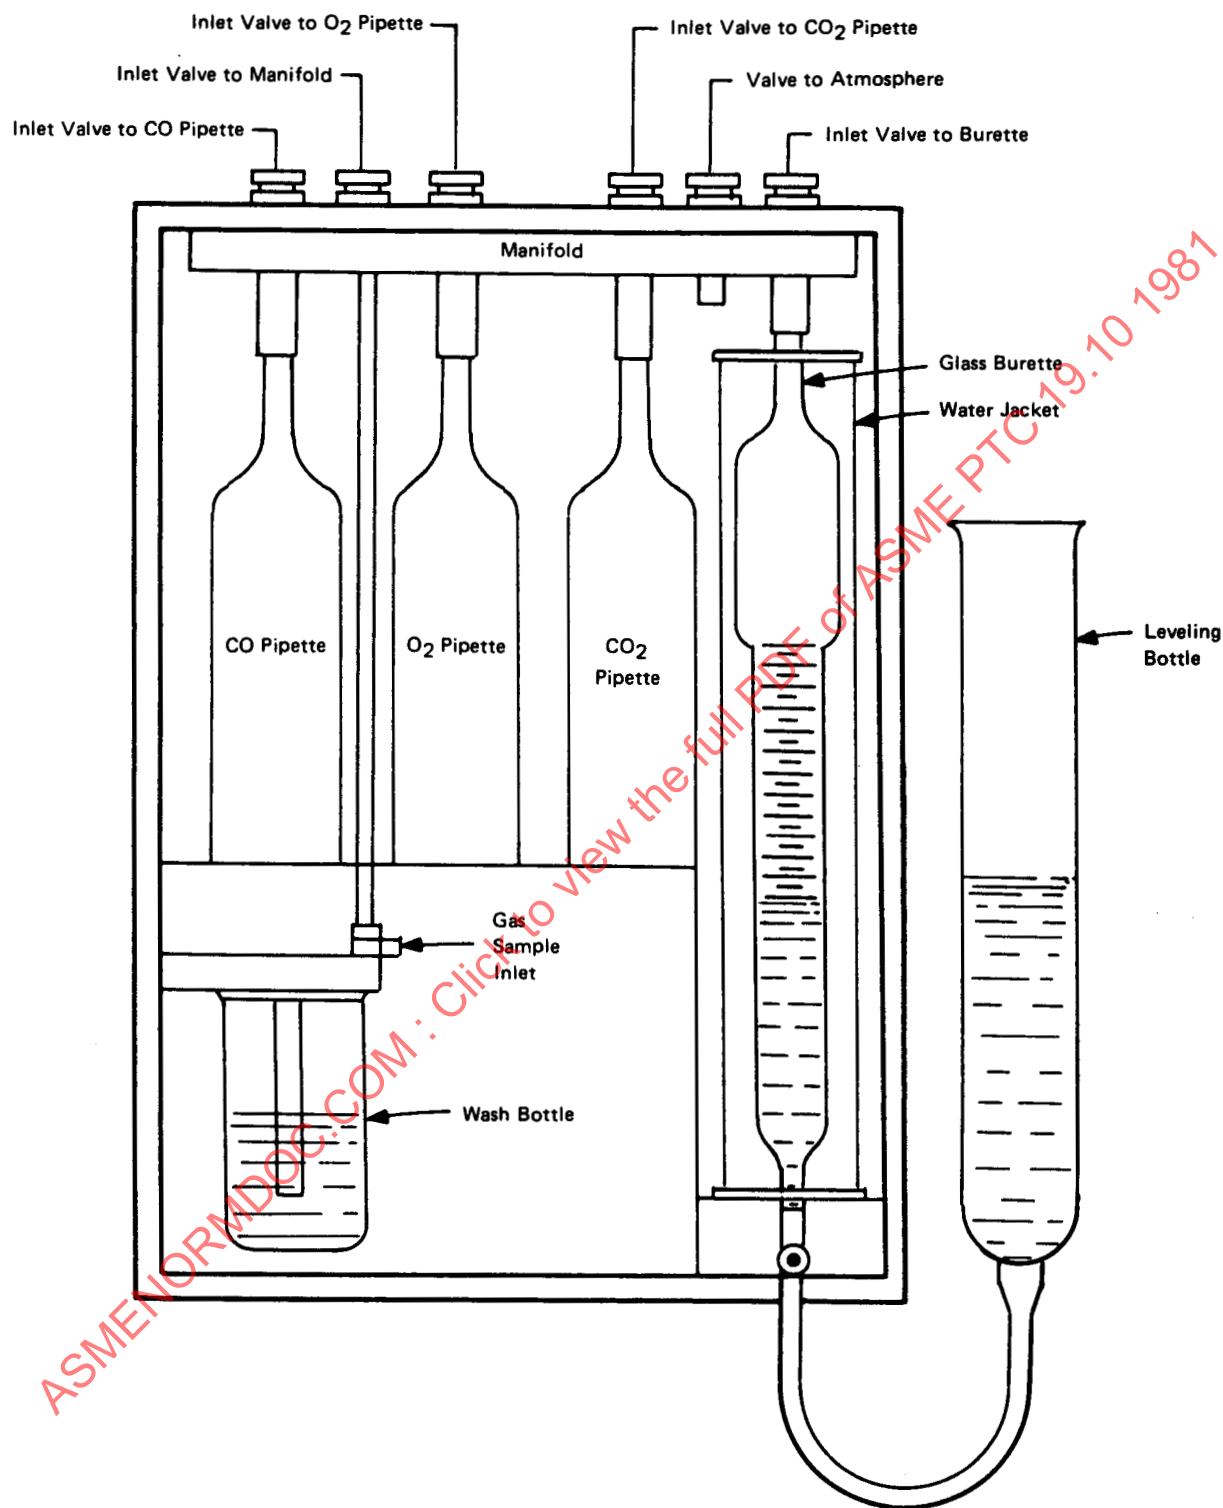 Inlet Valve to O2 Pipette
Inlet Valve to CO2 Pipette
Inlet Valve to Manifold
Valve to Atmosphere
Inlet Valve to CO Pipette
Inlet Valve to Burette
Manifold
Glass Burette
Water Jacket
CO Pipette
O2 Pipette
CO2
Pipette
Leveling
Bottle
Gas
Sample
Inlet
Wash Bottle
ASMENORMDOC.COM : Click to view the full PDF of ASME PTC 19.10 1981